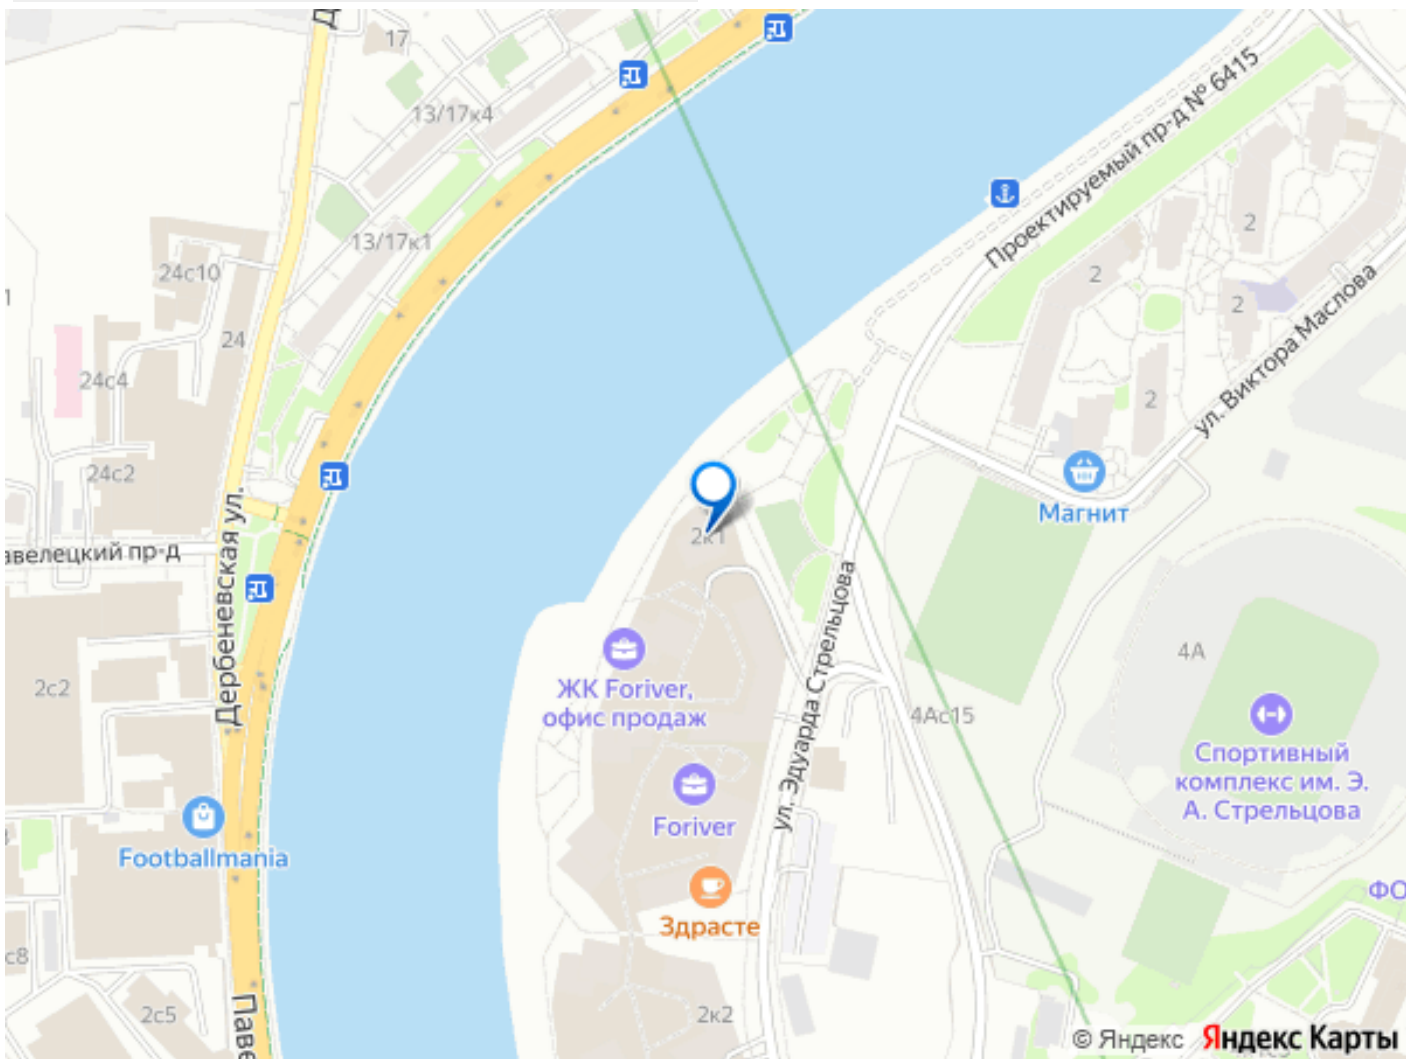 Д
17
13/17к4
Проектируемый пр-д № 6415
2
13/17к1
24с10
2
1
2
24
ул. Виктора Маслова
24с4
2
24с2
Магнит
Дербеневская ул.
2к1
авелецкий пр-д
ул. Эдуарда Стрельцова
4А
2с2
ЖК Foriver,
офис продаж
4Ас15
Спортивный
комплекс им. Э.
А. Стрельцова
Foriver
Footballmania
ФО
Здрасте
с8
Паве
2с5
2к2
© Яндекс Яндекс Карты